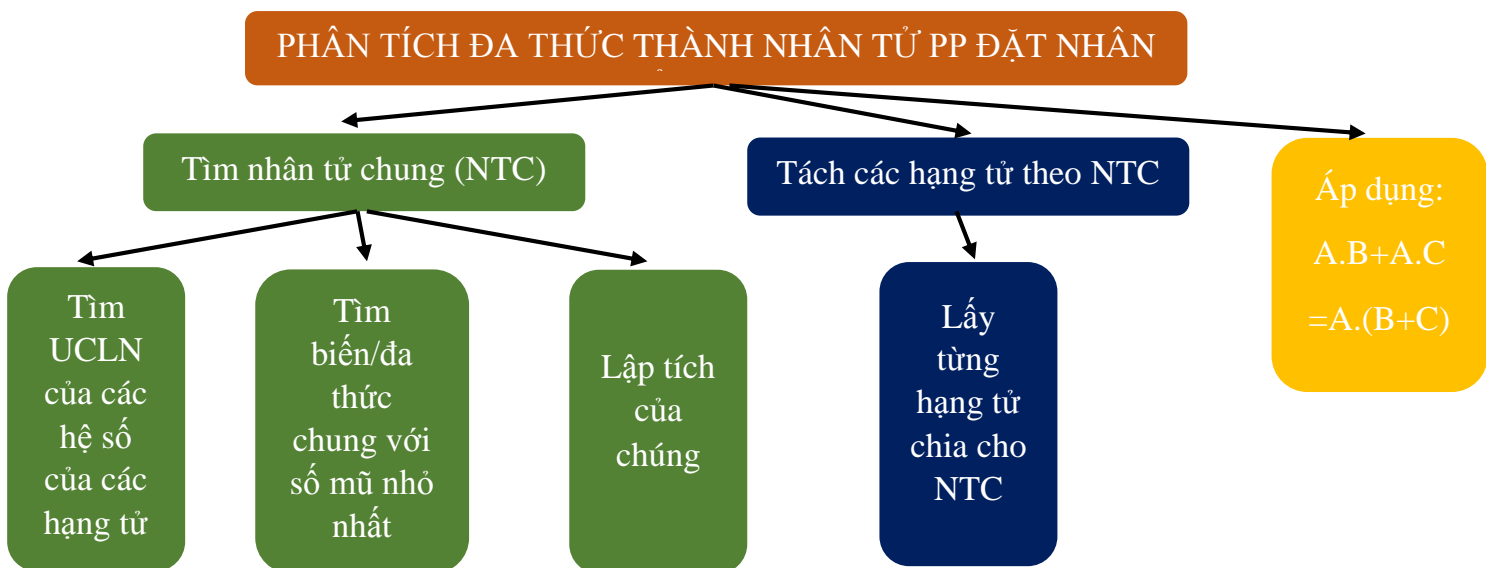 PHÂN TÍCH ĐA THỨC THÀNH NHÂN TỬ PP ĐẶT NHÂN
Tìm nhân tử chung (NTC)
Tách các hạng tử theo NTC
Áp dụng:
A.B+A.C
=A.(B+C)
Tìm
UCLN
của các
hệ số
của các
hạng tử
Tìm
biến/đa
thức
chung với
số mũ nhỏ
nhất
Lập tích
của
chúng
Lấy
từng
hạng tử
chia cho
NTC